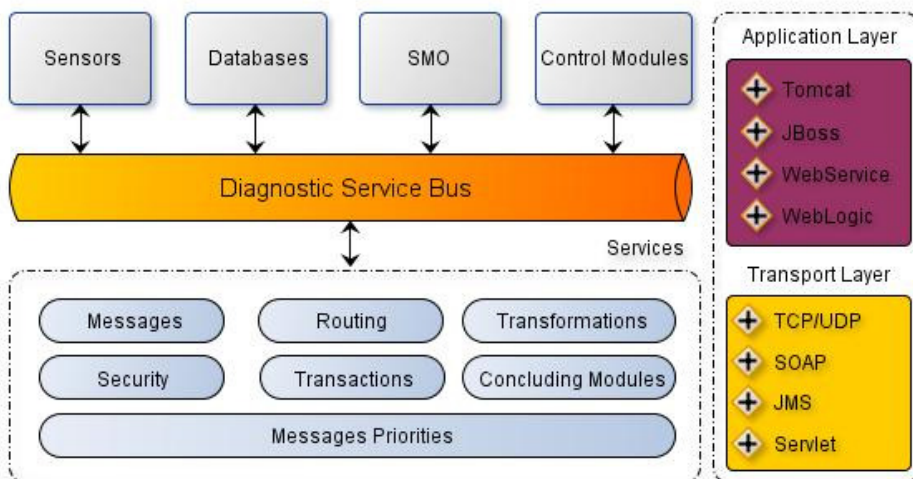 Sensors
Databases
SMO
Control Modules
Diagnostic Service Bus
Services
Messages
Routing
Transformations
Security
Transactions
Concluding Modules
Messages Priorities
Application Layer
Tomcat
JBoss
WebService
WebLogic
Transport Layer
TCP/UDP
SOAP
JMS
Servlet